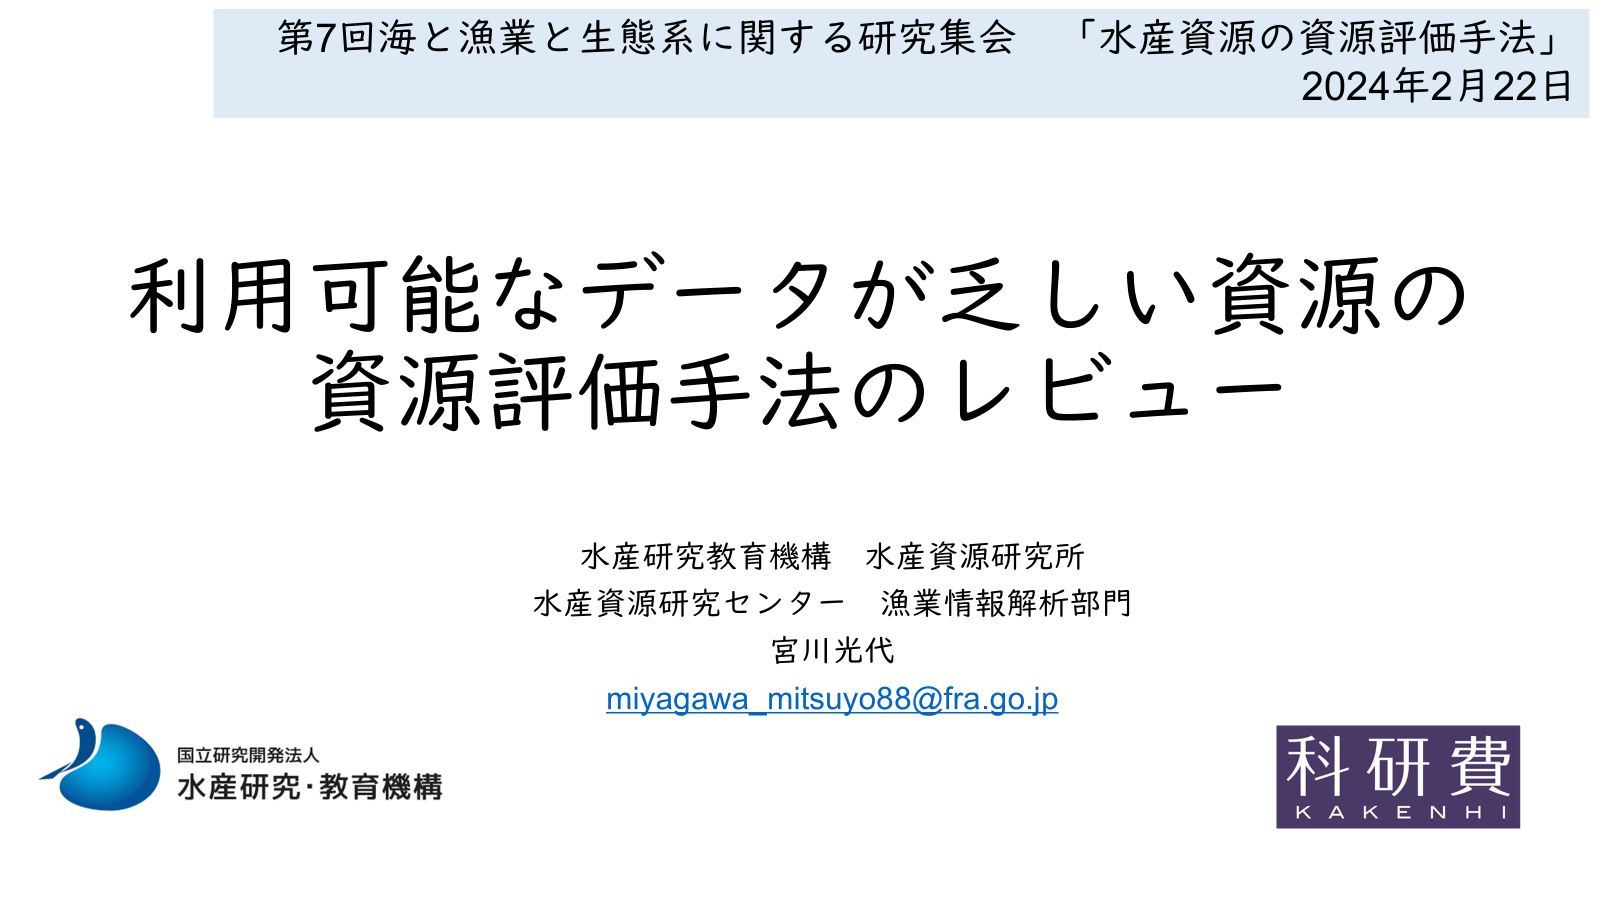 第7回海と漁業と生態系に関する研究集会　「水産資源の資源評価手法」
2024年2月22日
利用可能なデータが乏しい資源の
資源評価手法のレビュー
水産研究教育機構　水産資源研究所
水産資源研究センター　漁業情報解析部門
宮川光代
miyagawa_mitsuyo88@fra.go.jp
国立研究開発法人
水産研究・教育機構
科研費
KAKENHI